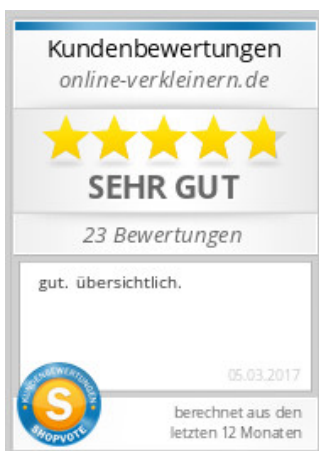 Kundenbewertungen
online-verkleinern.de
SEHR GUT
23 Bewertungen
gut. übersichtlich.
05.03.2017
KUNDENBEWERTUNGEN
S
SHOPVOTE
berechnet aus den
letzten 12 Monaten